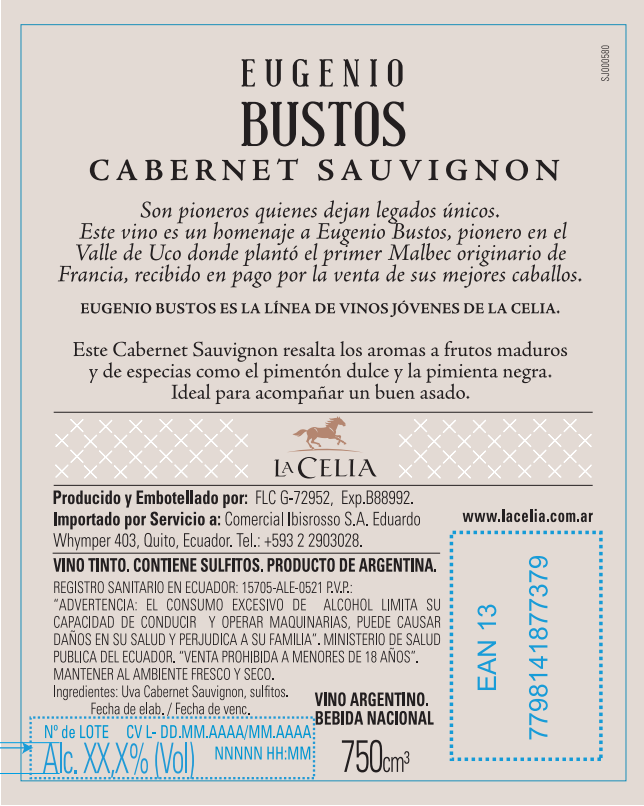 SJ000580
EUGENIO
BUSTOS
CABERNET SAUVIGNON
Son pioneros quienes dejan legados únicos.
Este vino es un homenaje a Eugenio Bustos, pionero en el
Valle de Uco donde plantó el primer Malbec originario de
Francia, recibido en pago por la venta de sus mejores caballos.
EUGENIO BUSTOS ES LA LÍNEA DE VINOS JÓVENES DE LA CELIA.
Este Cabernet Sauvignon resalta los aromas a frutos maduros
y de especias como el pimentón dulce y la pimienta negra.
Ideal para acompañar un buen asado.
LA CELIA
Producido y Embotellado por: FLC G-72952, Exp.B88992.
Importado por Servicio a: Comercial Ibisrosso S.A. Eduardo
Whymper 403, Quito, Ecuador. Tel.: +593 2 2903028.
www.lacelia.com.ar
VINO TINTO. CONTIENE SULFITOS. PRODUCTO DE ARGENTINA.
REGISTRO SANITARIO EN ECUADOR: 15705-ALE-0521 P.V.P.:
“ADVERTENCIA: EL CONSUMO EXCESIVO DE ALCOHOL LIMITA SU
CAPACIDAD DE CONDUCIR Y OPERAR MAQUINARIAS, PUEDE CAUSAR
DAÑOS EN SU SALUD Y PERJUDICA A SU FAMILIA”. MINISTERIO DE SALUD
PUBLICA DEL ECUADOR. “VENTA PROHIBIDA A MENORES DE 18 AÑOS”.
MANTENER AL AMBIENTE FRESCO Y SECO.
Ingredientes: Uva Cabernet Sauvignon, sulfitos.
Fecha de elab. / Fecha de venc.
Nº de LOTE CV L- DD.MM.AAAA/MM.AAAA
Alc. XX,X% (Vol) NNNNN HH:MM
VINO ARGENTINO.
BEBIDA NACIONAL
750cm³
EAN 13
7798141877379